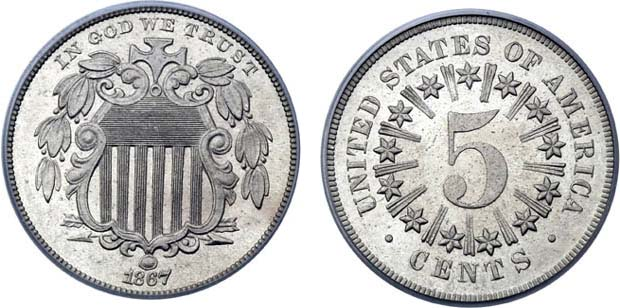 IN GOD WE TRUST
1867
UNITED STATES OF AMERICA
5
• CENTS •